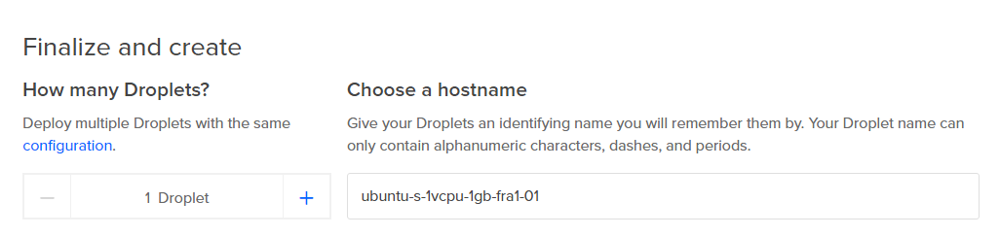 Finalize and create
How many Droplets?
Deploy multiple Droplets with the same
configuration.
1 Droplet
Choose a hostname
Give your Droplets an identifying name you will remember them by. Your Droplet name can
only contain alphanumeric characters, dashes, and periods.
ubuntu-s-1vcpu-1gb-fra1-01